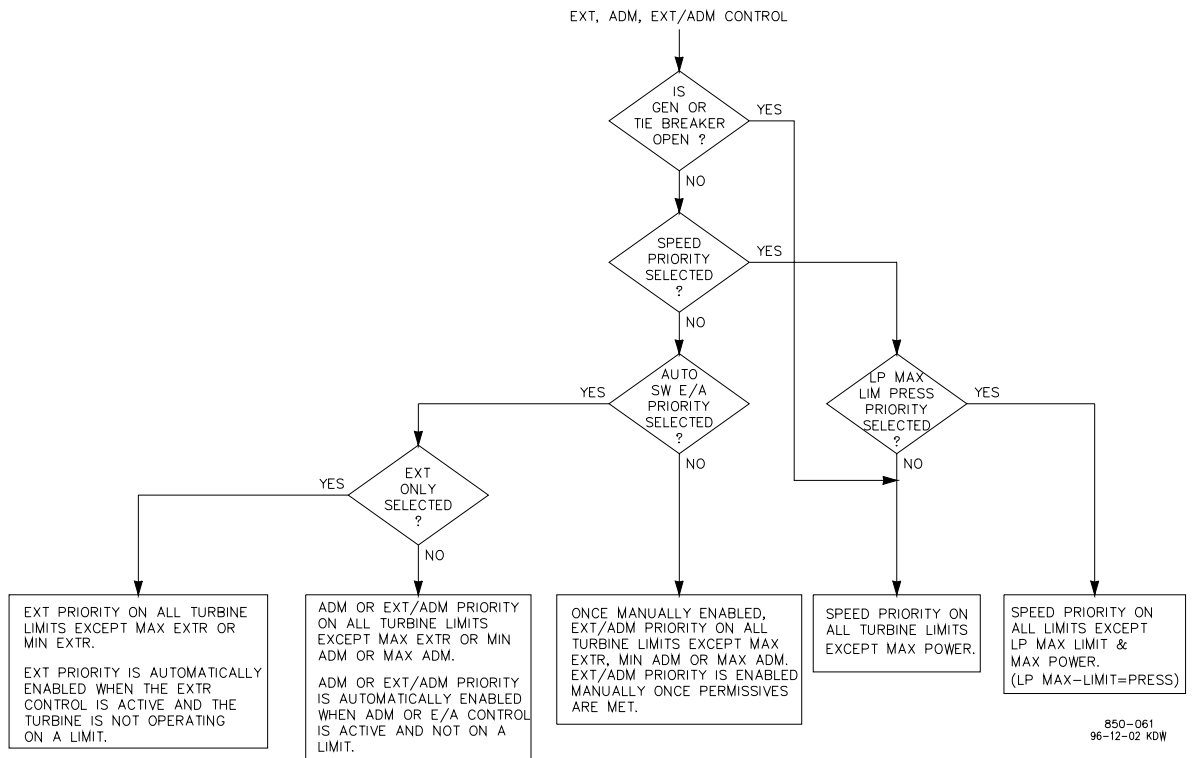 EXT, ADM, EXT/ADM CONTROL
IS
GEN OR
TIE BREAKER
OPEN ?
YES
NO
SPEED
PRIORITY
SELECTED
?
YES
NO
AUTO
SW E/A
PRIORITY
SELECTED
?
YES
NO
LP MAX
LIM PRESS
PRIORITY
SELECTED
?
YES
NO
EXT
ONLY
SELECTED
?
YES
NO
EXT PRIORITY ON ALL TURBINE
LIMITS EXCEPT MAX EXTR OR
MIN EXTR.
EXT PRIORITY IS AUTOMATICALLY
ENABLED WHEN THE EXTR
CONTROL IS ACTIVE AND THE
TURBINE IS NOT OPERATING
ON A LIMIT.
ADM OR EXT/ADM PRIORITY
ON ALL TURBINE LIMITS
EXCEPT MAX EXTR OR MIN
ADM OR MAX ADM.
ADM OR EXT/ADM PRIORITY
IS AUTOMATICALLY ENABLED
WHEN ADM OR E/A CONTROL
IS ACTIVE AND NOT ON A
LIMIT.
ONCE MANUALLY ENABLED,
EXT/ADM PRIORITY ON ALL
TURBINE LIMITS EXCEPT MAX
EXTR, MIN ADM OR MAX ADM.
EXT/ADM PRIORITY IS ENABLED
MANUALLY ONCE PERMISSIVES
ARE MET.
SPEED PRIORITY ON
ALL TURBINE LIMITS
EXCEPT MAX POWER.
SPEED PRIORITY ON
ALL LIMITS EXCEPT
LP MAX LIMIT &
MAX POWER.
(LP MAX-LIMIT=PRESS)
850-061
96-12-02 KDW